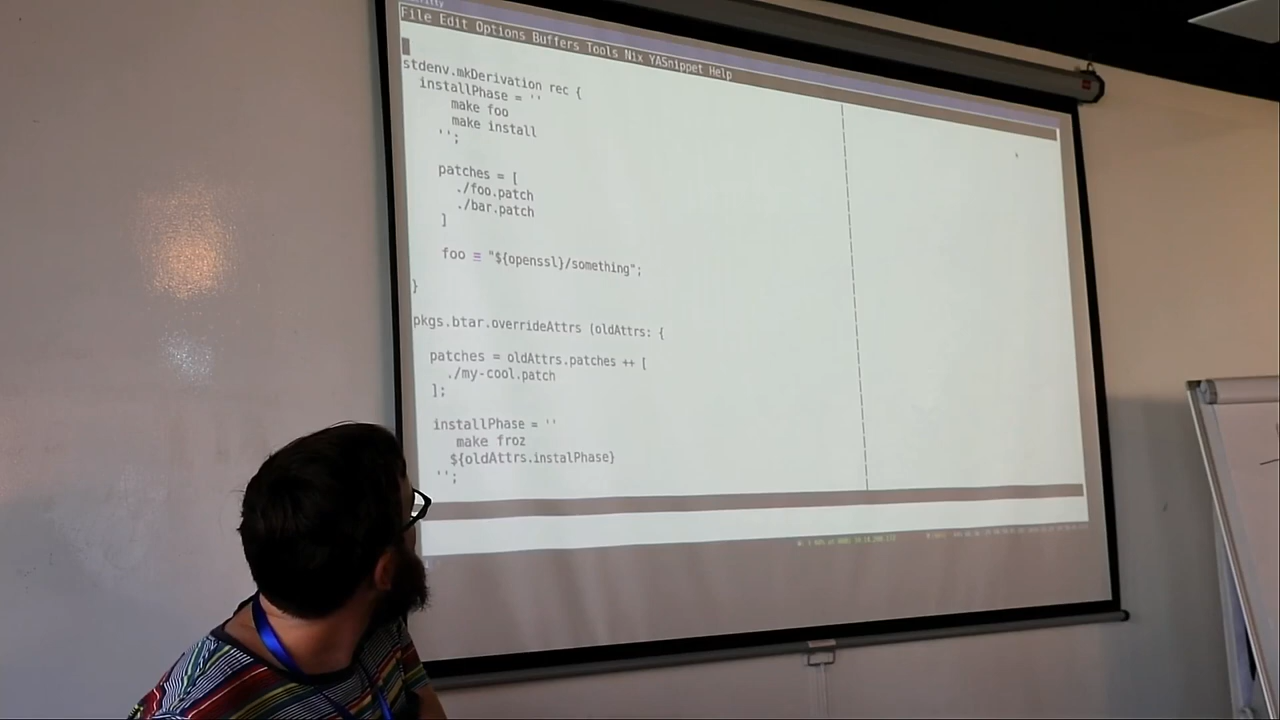 File Edit Options Buffers Tools Nix YASnippet Help
stdenv.mkDerivation rec {
installPhase = ''
make foo
make install
'';
patches = [
./foo.patch
./bar.patch
]
foo = "${openssl}/something";
}
pkgs.btar.overrideAttrs (oldAttrs: {
patches = oldAttrs.patches ++ [
./my-cool.patch
];
installPhase = ''
make froz
${oldAttrs.instalPhase}
'';